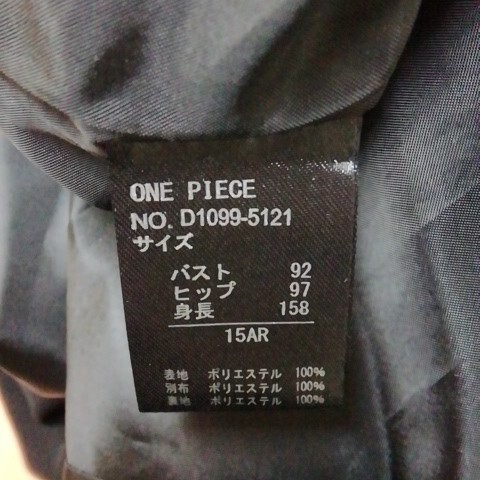 ONE PIECE
NO. D1099-5121
サイズ
バスト 92
ヒップ 97
身長 158
15AR
表地 ポリエステル 100%
別布 ポリエステル 100%
裏地 ポリエステル 100%